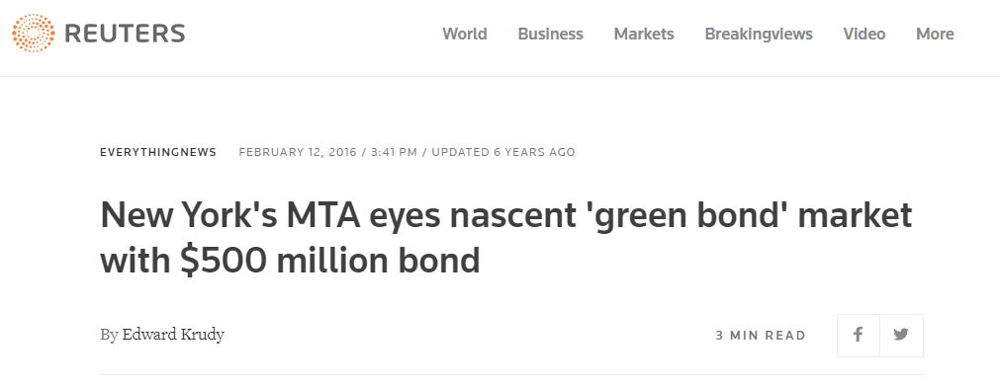 REUTERS World Business Markets Breakingviews Video More
EVERYTHINGNEWS FEBRUARY 12, 2016 / 3:41 PM / UPDATED 6 YEARS AGO
New York's MTA eyes nascent 'green bond' market
with $500 million bond
By Edward Krudy 3 MIN READ